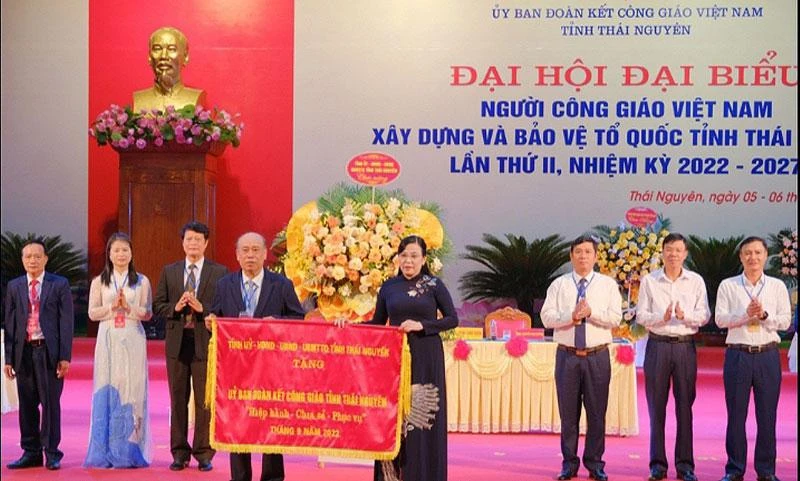 ỦY BAN ĐOÀN KẾT CÔNG GIÁO VIỆT NAM
TỈNH THÁI NGUYÊN
ĐẠI HỘI ĐẠI BIỂU
NGƯỜI CÔNG GIÁO VIỆT NAM
XÂY DỰNG VÀ BẢO VỆ TỔ QUỐC TỈNH THÁI
LẦN THỨ II, NHIỆM KỲ 2022 - 2027
Thái Nguyên, ngày 05 - 06 th
TỈNH ỦY - HĐND - UBND - UBMTTQ TỈNH THÁI NGUYÊN
TẶNG
ỦY BAN ĐOÀN KẾT CÔNG GIÁO TỈNH THÁI NGUYÊN
"Hiệp hành - Chia sẻ - Phục vụ"
THÁNG 9 NĂM 2022